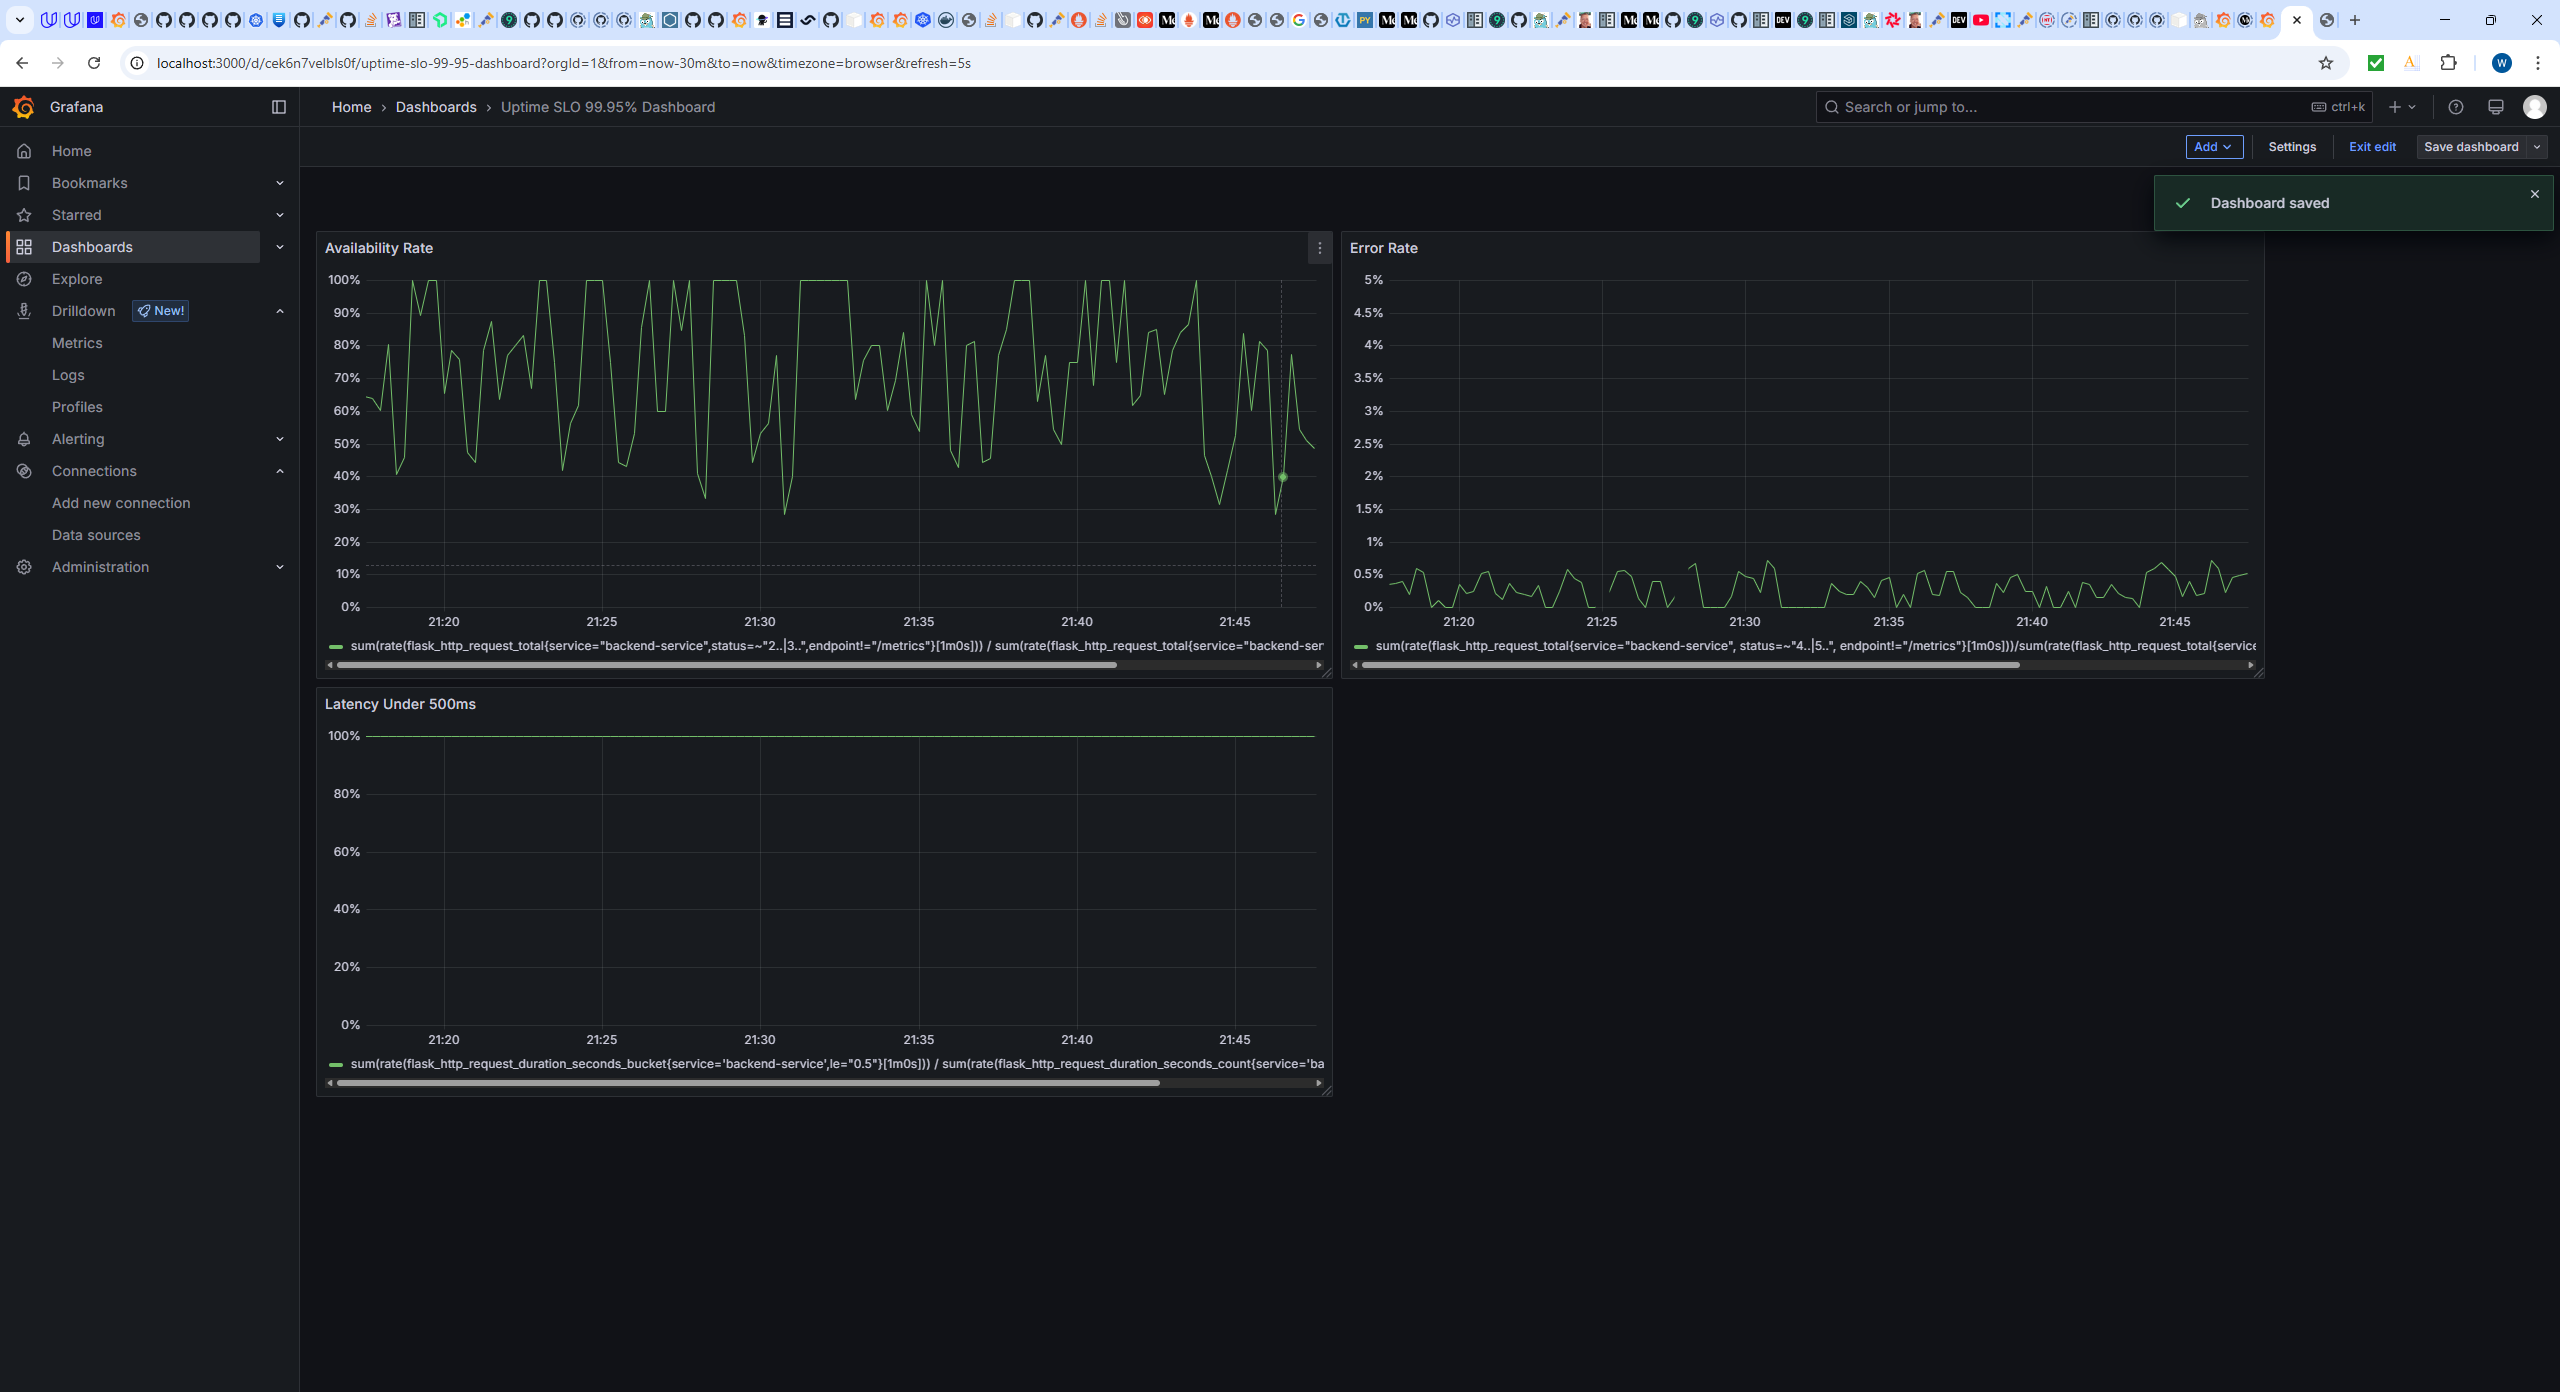 localhost:3000/d/cek6n7velbls0f/uptime-slo-99-95-dashboard?orgId=1&from=now-30m&to=now&timezone=browser&refresh=5s
W
Grafana
Home › Dashboards › Uptime SLO 99.95% Dashboard
Search or jump to...
ctrl+k
Add
Settings
Exit edit
Save dashboard
Dashboard saved
Home
Bookmarks
Starred
Dashboards
Explore
Drilldown
New!
Metrics
Logs
Profiles
Alerting
Connections
Add new connection
Data sources
Administration
Availability Rate
100%
90%
80%
70%
60%
50%
40%
30%
20%
10%
0%
21:20 21:25 21:30 21:35 21:40 21:45
sum(rate(flask_http_request_total{service="backend-service",status=~"2..|3..",endpoint!="/metrics"}[1m0s])) / sum(rate(flask_http_request_total{service="backend-ser
Error Rate
5%
4.5%
4%
3.5%
3%
2.5%
2%
1.5%
1%
0.5%
0%
21:20 21:25 21:30 21:35 21:40 21:45
sum(rate(flask_http_request_total{service="backend-service", status=~"4..|5..", endpoint!="/metrics"}[1m0s]))/sum(rate(flask_http_request_total{service
Latency Under 500ms
100%
80%
60%
40%
20%
0%
21:20 21:25 21:30 21:35 21:40 21:45
sum(rate(flask_http_request_duration_seconds_bucket{service='backend-service',le="0.5"}[1m0s])) / sum(rate(flask_http_request_duration_seconds_count{service='ba